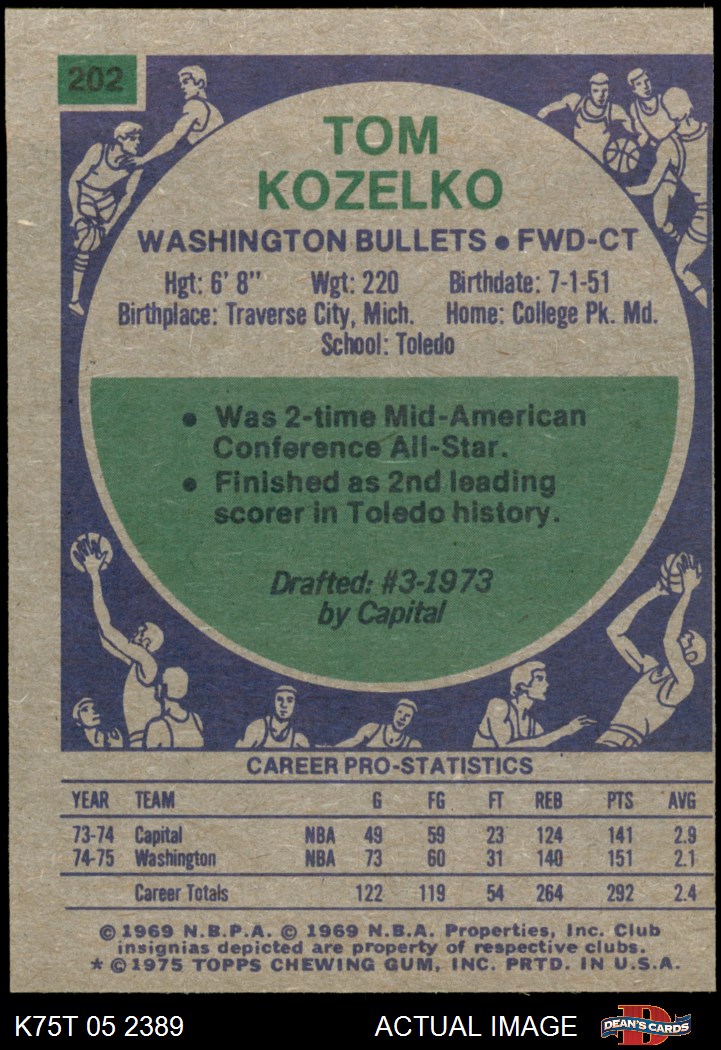 202
TOM
KOZELKO
WASHINGTON BULLETS • FWD-CT
Hgt: 6' 8" Wgt: 220 Birthdate: 7-1-51
Birthplace: Traverse City, Mich. Home: College Pk. Md.
School: Toledo
• Was 2-time Mid-American
Conference All-Star.
• Finished as 2nd leading
scorer in Toledo history.
Drafted: #3-1973
by Capital
CAREER PRO-STATISTICS
YEAR TEAM G FG FT REB PTS AVG
73-74 Capital NBA 49 59 23 124 141 2.9
74-75 Washington NBA 73 60 31 140 151 2.1
Career Totals 122 119 54 264 292 2.4
© 1969 N.B.P.A. © 1969 N.B.A. Properties, Inc. Club
insignias depicted are property of respective clubs.
* © 1975 TOPPS CHEWING GUM, INC. PRTD. IN U.S.A.
K75T 05 2389 ACTUAL IMAGE D DEAN'S CARDS